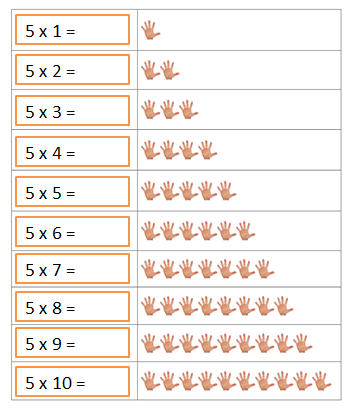 5 x 1 =
5 x 2 =
5 x 3 =
5 x 4 =
5 x 5 =
5 x 6 =
5 x 7 =
5 x 8 =
5 x 9 =
5 x 10 =